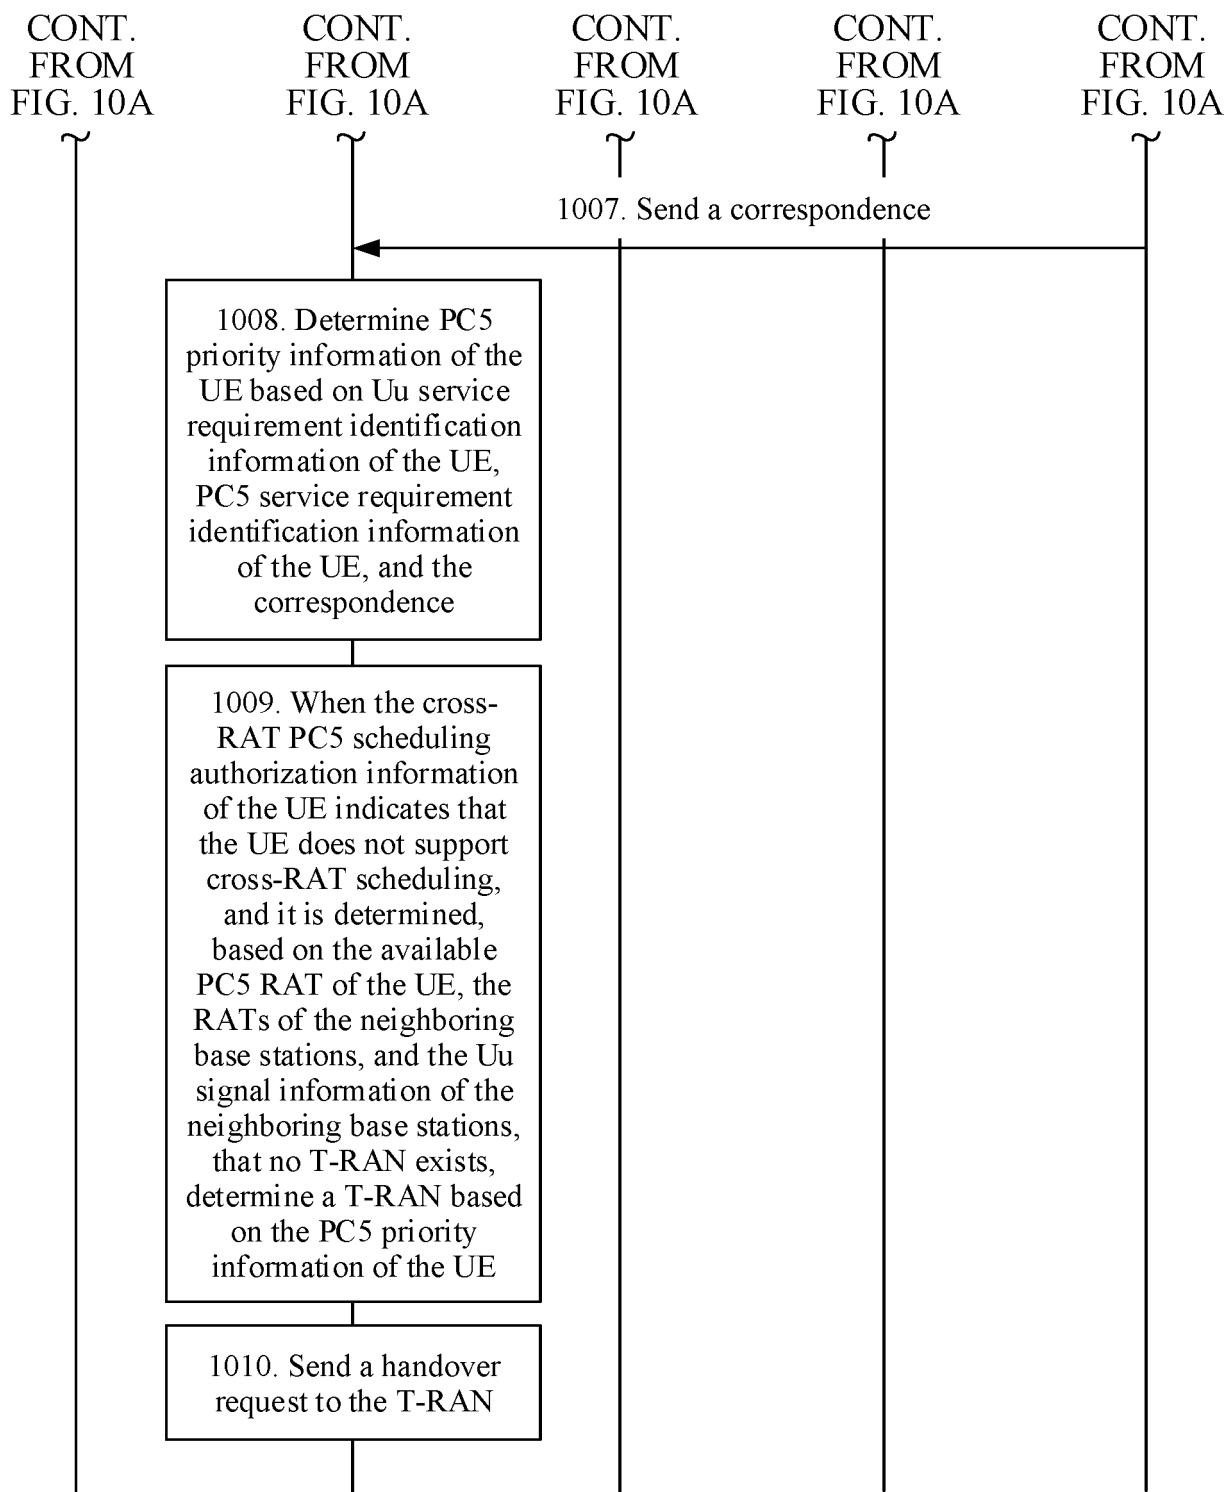 CONT.
FROM
FIG. 10A
CONT.
FROM
FIG. 10A
CONT.
FROM
FIG. 10A
CONT.
FROM
FIG. 10A
CONT.
FROM
FIG. 10A
1007. Send a correspondence
1008. Determine PC5
priority information of the
UE based on Uu service
requirement identification
information of the UE,
PC5 service requirement
identification information
of the UE, and the
correspondence
1009. When the cross-
RAT PC5 scheduling
authorization information
of the UE indicates that
the UE does not support
cross-RAT scheduling,
and it is determined,
based on the available
PC5 RAT of the UE, the
RATs of the neighboring
base stations, and the Uu
signal information of the
neighboring base stations,
that no T-RAN exists,
determine a T-RAN based
on the PC5 priority
information of the UE
1010. Send a handover
request to the T-RAN